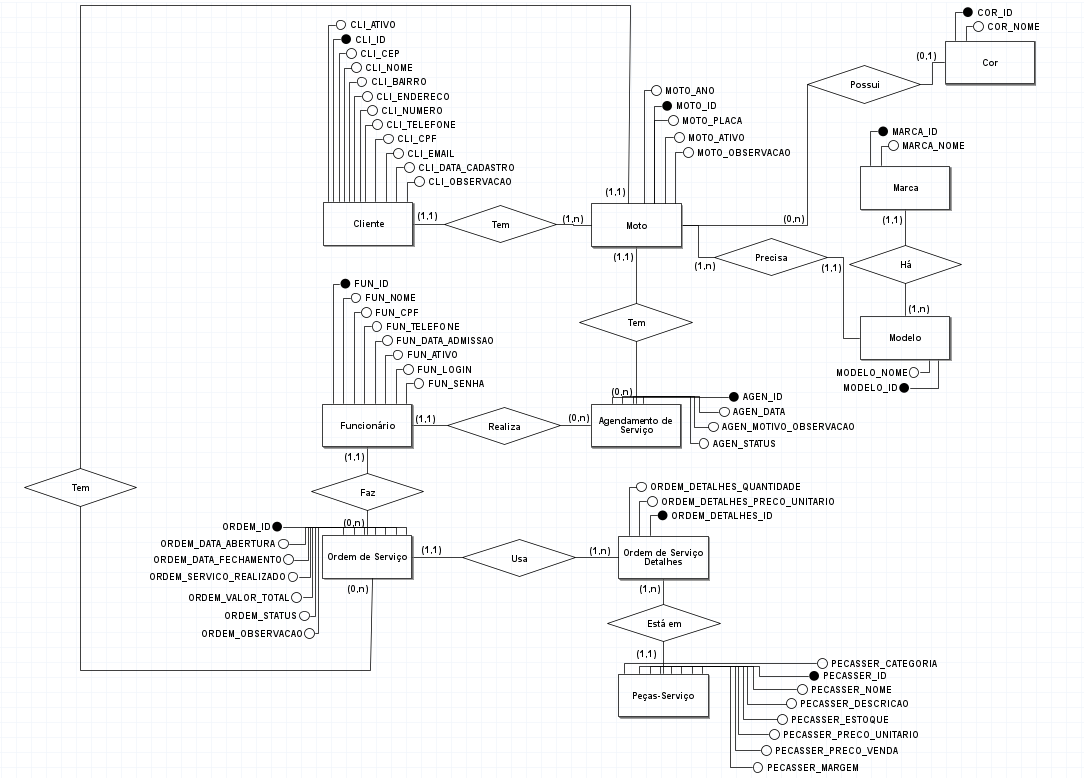 CLI_ATIVO
CLI_ID
CLI_CEP
CLI_NOME
CLI_BAIRRO
CLI_ENDERECO
CLI_NUMERO
CLI_TELEFONE
CLI_CPF
CLI_EMAIL
CLI_DATA_CADASTRO
CLI_OBSERVACAO
Cliente
(1,1)
Tem
(1,n)
MOTO_ANO
MOTO_ID
MOTO_PLACA
MOTO_ATIVO
MOTO_OBSERVACAO
(1,1)
Moto
(1,1)
(0,n)
Possui
(0,1)
COR_ID
COR_NOME
Cor
(1,n)
Precisa
(1,1)
MARCA_ID
MARCA_NOME
Marca
(1,1)
Há
(1,n)
Modelo
MODELO_NOME
MODELO_ID
Tem
(0,n)
FUN_ID
FUN_NOME
FUN_CPF
FUN_TELEFONE
FUN_DATA_ADMISSAO
FUN_ATIVO
FUN_LOGIN
FUN_SENHA
Funcionário
(1,1)
Realiza
(0,n)
Agendamento de
Serviço
AGEN_ID
AGEN_DATA
AGEN_MOTIVO_OBSERVACAO
AGEN_STATUS
(1,1)
Faz
(0,n)
Tem
ORDEM_ID
ORDEM_DATA_ABERTURA
ORDEM_DATA_FECHAMENTO
ORDEM_SERVICO_REALIZADO
ORDEM_VALOR_TOTAL
ORDEM_STATUS
ORDEM_OBSERVACAO
Ordem de Serviço
(0,n)
(1,1)
Usa
(1,n)
ORDEM_DETALHES_QUANTIDADE
ORDEM_DETALHES_PRECO_UNITARIO
ORDEM_DETALHES_ID
Ordem de Serviço
Detalhes
(1,n)
Está em
(1,1)
Peças-Serviço
PECASSER_CATEGORIA
PECASSER_ID
PECASSER_NOME
PECASSER_DESCRICAO
PECASSER_ESTOQUE
PECASSER_PRECO_UNITARIO
PECASSER_PRECO_VENDA
PECASSER_MARGEM